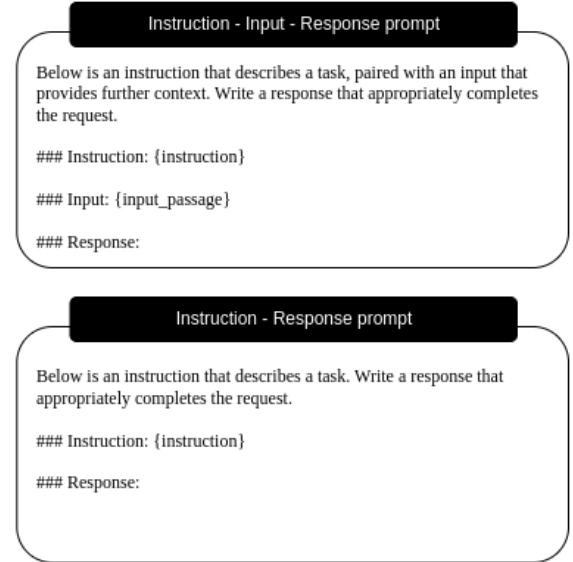 Instruction - Input - Response prompt
Below is an instruction that describes a task, paired with an input that
provides further context. Write a response that appropriately completes
the request.
### Instruction: {instruction}
### Input: {input_passage}
### Response:
Instruction - Response prompt
Below is an instruction that describes a task. Write a response that
appropriately completes the request.
### Instruction: {instruction}
### Response: